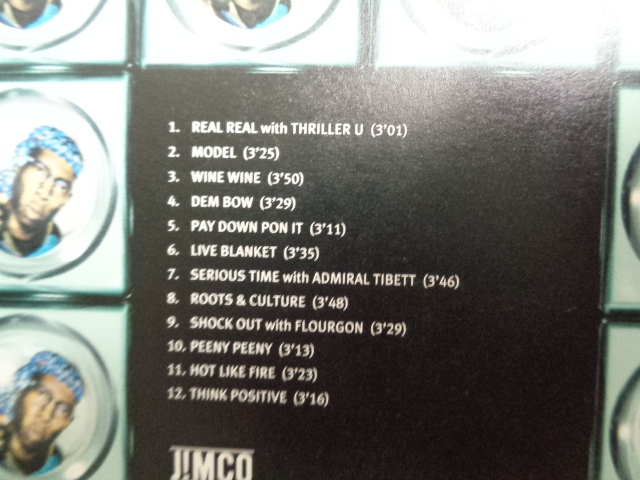 1. REAL REAL with THRILLER U (3'01)
2. MODEL (3'25)
3. WINE WINE (3'50)
4. DEM BOW (3'29)
5. PAY DOWN PON IT (3'11)
6. LIVE BLANKET (3'35)
7. SERIOUS TIME with ADMIRAL TIBETT (3'46)
8. ROOTS & CULTURE (3'48)
9. SHOCK OUT with FLOURGON (3'29)
10. PEENY PEENY (3'13)
11. HOT LIKE FIRE (3'23)
12. THINK POSITIVE (3'16)
J!MCO